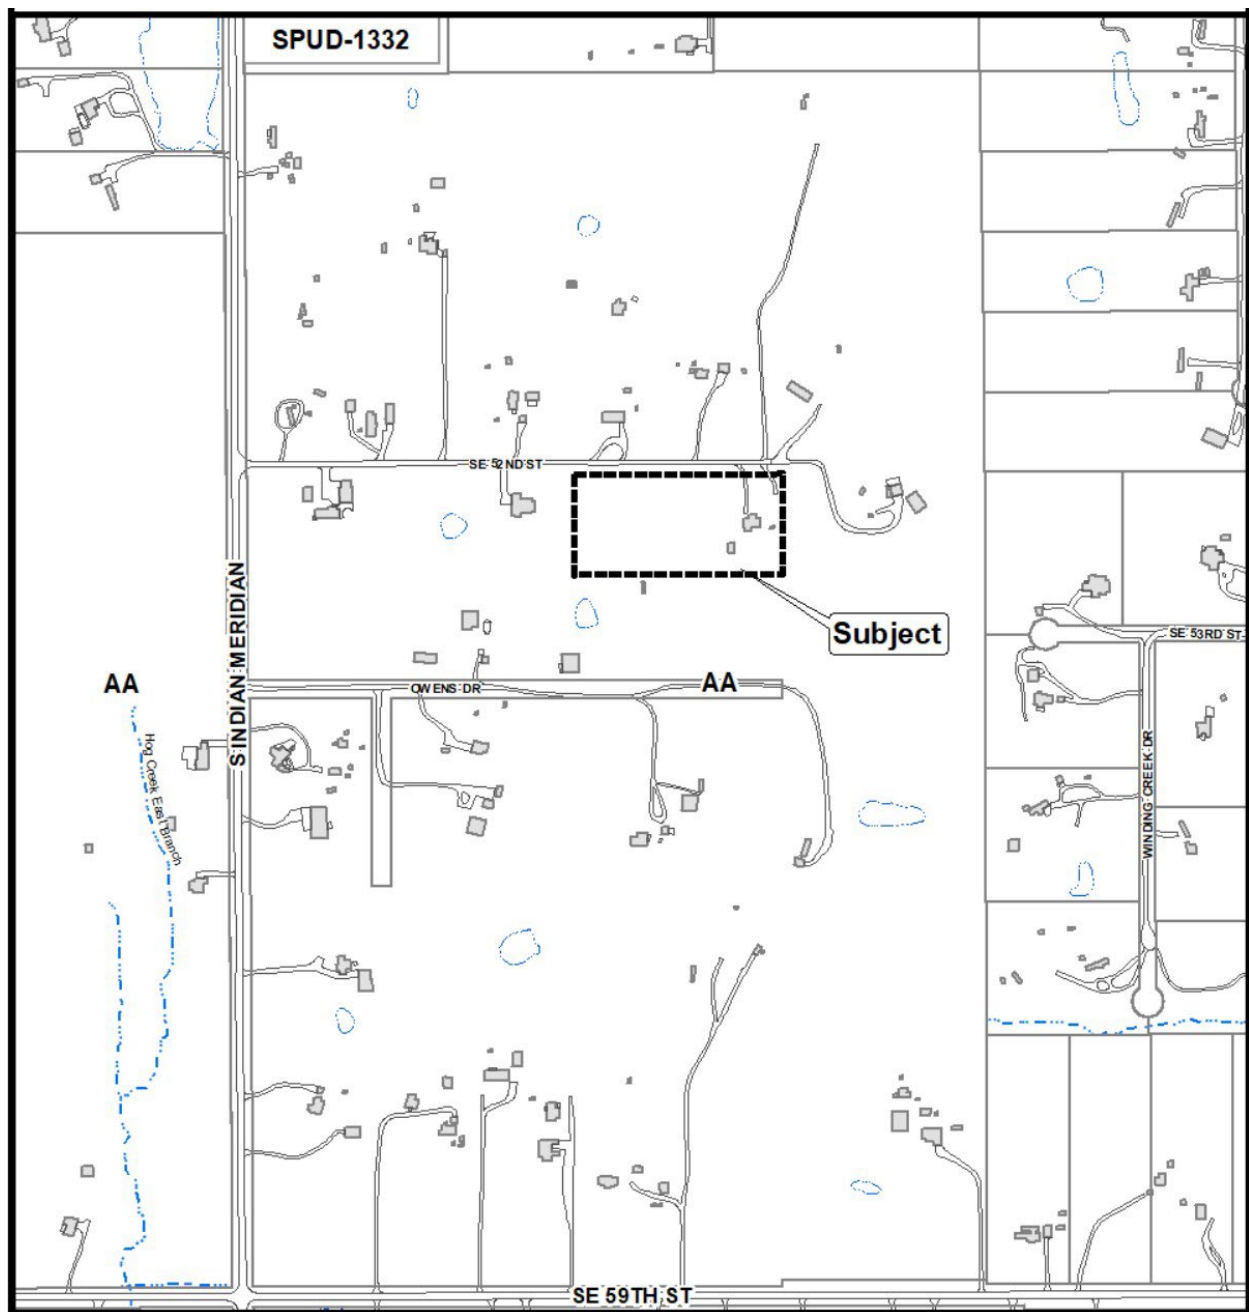 SPUD-1332
SE 52ND ST
S INDIAN MERIDIAN
Subject
SE 53RD ST
AA
AA
OWENS DR
Hog Creek East Branch
WINDING CREEK DR
SE 59TH ST